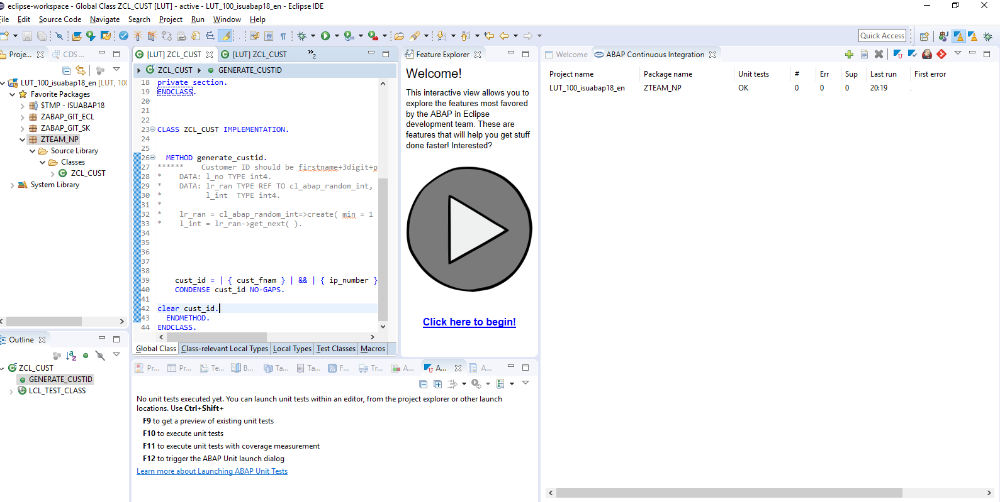 eclipse-workspace - Global Class ZCL_CUST [LUT] - active - LUT_100_isuabap18_en - Eclipse IDE
File Edit Source Code Navigate Search Project Run Window Help
Quick Access
Proje...
CDS ...
LUT_100_isuabap18_en [LUT, 100
Favorite Packages
$TMP - ISUABAP18
ZABAP_GIT_ECL
ZABAP_GIT_SK
ZTEAM_NP
Source Library
Classes
ZCL_CUST
System Library
Outline
ZCL_CUST
GENERATE_CUSTID
LCL_TEST_CLASS
[LUT] ZCL_CUST
[LUT] ZCL_CUST
»2
ZCL_CUST
GENERATE_CUSTID
18 private section.
19 ENDCLASS.
20
21
22
23 CLASS ZCL_CUST IMPLEMENTATION.
24
25
26 METHOD generate_custid.
27 ****** Customer ID should be firstname+3digit+p
28 * DATA: l_no TYPE int4.
29 * DATA: lr_ran TYPE REF TO cl_abap_random_int,
30 * l_int TYPE int4.
31 *
32 * lr_ran = cl_abap_random_int=>create( min = 1
33 * l_int = lr_ran->get_next( ).
34
35
36
37
38
39 cust_id = | { cust_fnam } | && | { ip_number }
40 CONDENSE cust_id NO-GAPS.
41
42 clear cust_id.
43 ENDMETHOD.
44 ENDCLASS.
Global Class Class-relevant Local Types Local Types Test Classes Macros
Feature Explorer
Welcome!
This interactive view allows you to
explore the features most favored
by the ABAP in Eclipse
development team. These are
features that will help you get stuff
done faster! Interested?
Click here to begin!
Pr... Pr... Te... B... Ta... Ta... F... Tr... A... A... A...
No unit tests executed yet. You can launch unit tests within an editor, from the project explorer or other launch
locations. Use Ctrl+Shift+
F9 to get a preview of existing unit tests
F10 to execute unit tests
F11 to execute unit tests with coverage measurement
F12 to trigger the ABAP Unit launch dialog
Learn more about Launching ABAP Unit Tests
Welcome
ABAP Continuous Integration
Project name Package name Unit tests # Err Sup Last run First error
LUT_100_isuabap18_en ZTEAM_NP OK 0 0 0 20:19 .